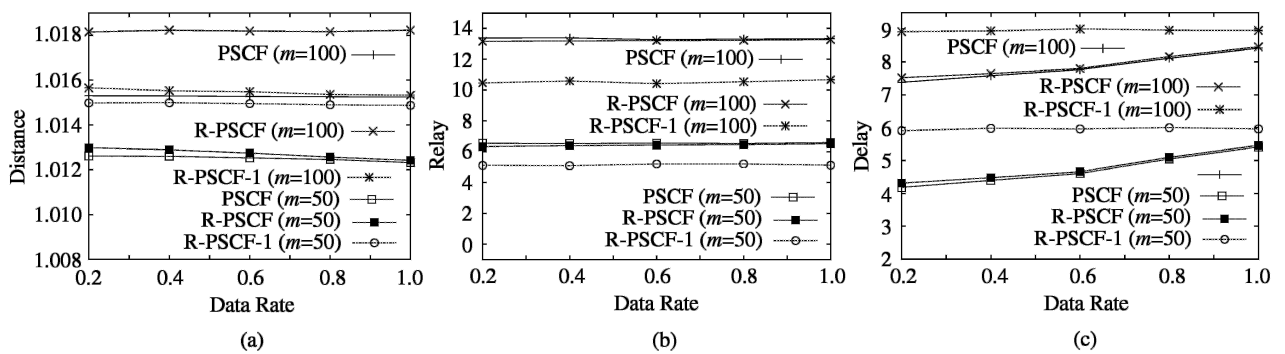 1.018
1.016
1.014
1.012
1.010
1.008
Distance
PSCF (m=100)
R-PSCF (m=100)
R-PSCF-1 (m=100)
PSCF (m=50)
R-PSCF (m=50)
R-PSCF-1 (m=50)
0.2 0.4 0.6 0.8 1.0
Data Rate
(a)
14
12
10
8
6
4
2
0
Relay
PSCF (m=100)
R-PSCF (m=100)
R-PSCF-1 (m=100)
PSCF (m=50)
R-PSCF (m=50)
R-PSCF-1 (m=50)
0.2 0.4 0.6 0.8 1.0
Data Rate
(b)
9
8
7
6
5
4
3
2
Delay
PSCF (m=100)
R-PSCF (m=100)
R-PSCF-1 (m=100)
PSCF (m=50)
R-PSCF (m=50)
R-PSCF-1 (m=50)
0.2 0.4 0.6 0.8 1.0
Data Rate
(c)